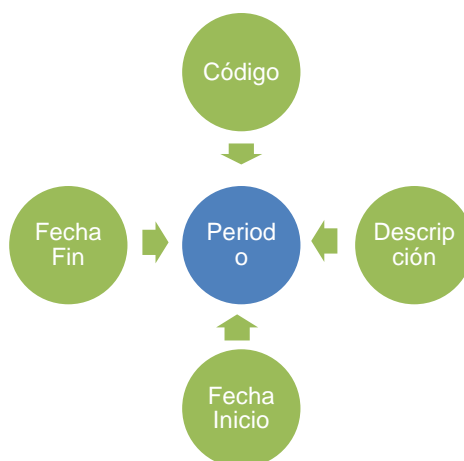 Código
Fecha
Fin
Period
o
Descrip
ción
Fecha
Inicio